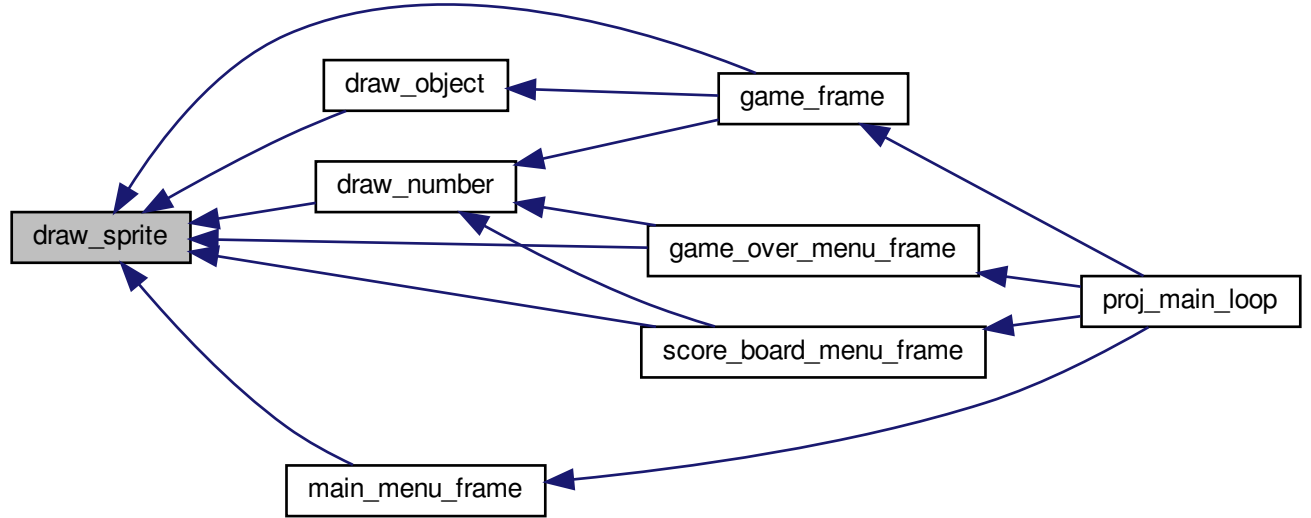 draw_object
game_frame
draw_number
draw_sprite
game_over_menu_frame
proj_main_loop
score_board_menu_frame
main_menu_frame